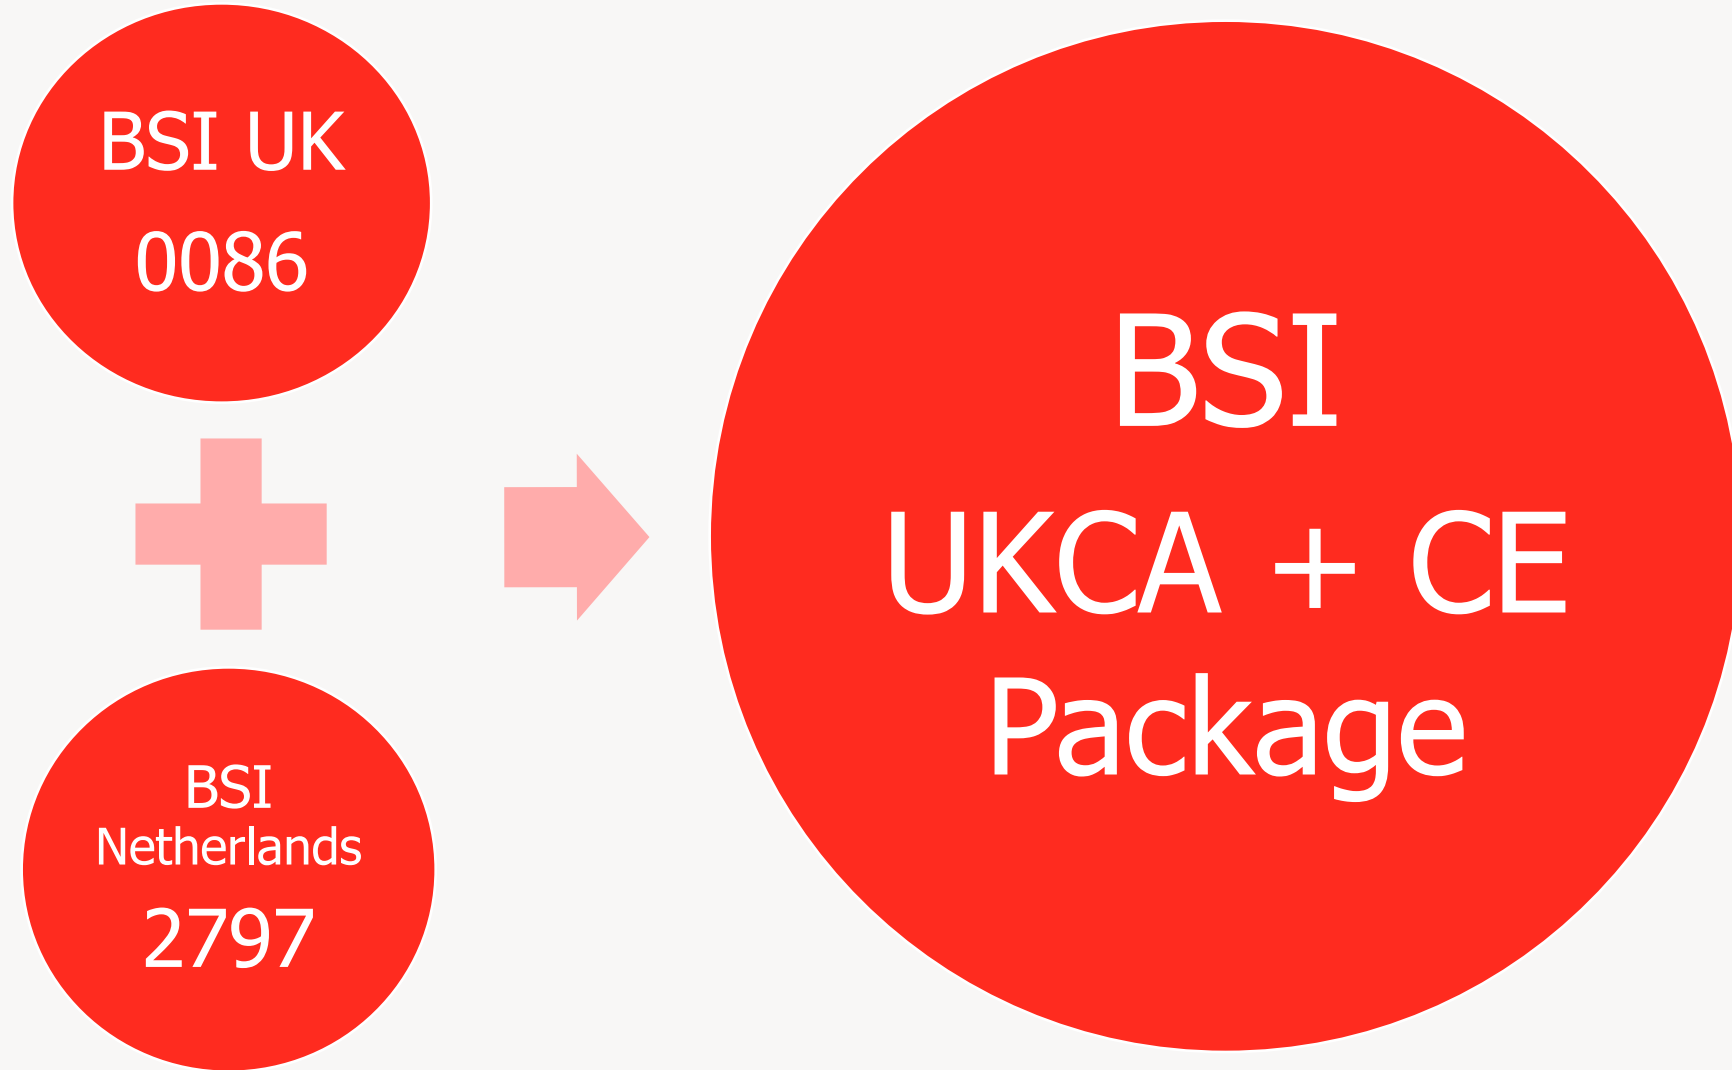 BSI UK
0086
BSI
Netherlands
2797
BSI
UKCA + CE
Package